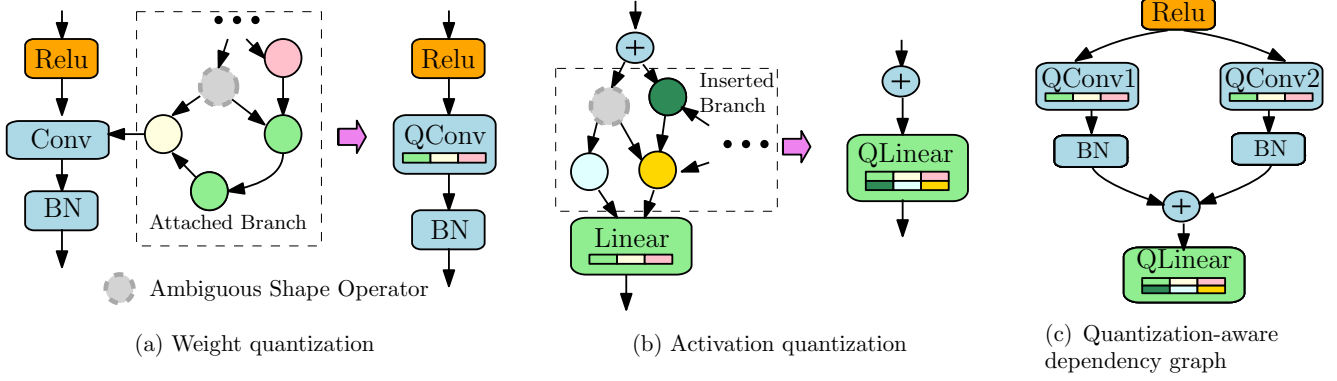 Relu
Conv
BN
Attached Branch
Ambiguous Shape Operator
Relu
QConv
BN
(a) Weight quantization
+
Inserted
Branch
Linear
+
QLinear
(b) Activation quantization
Relu
QConv1
QConv2
BN
BN
+
QLinear
(c) Quantization-aware
dependency graph